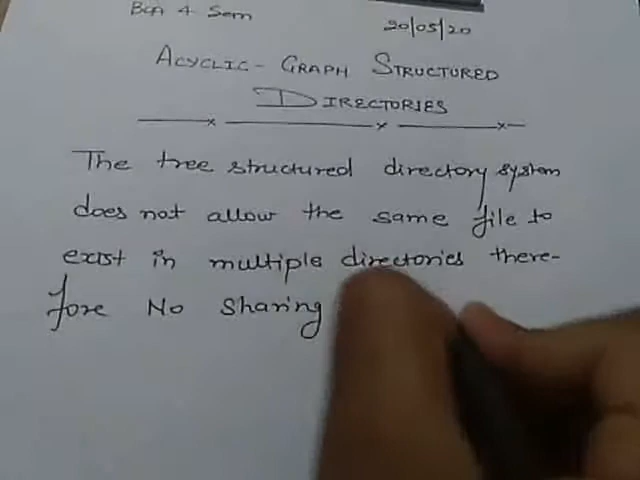 BCA 4 Sem
20/05/20
ACYCLIC-GRAPH STRUCTURED
DIRECTORIES
The tree structured directory system
does not allow the same file to
exist in multiple directories there-
fore No Sharing